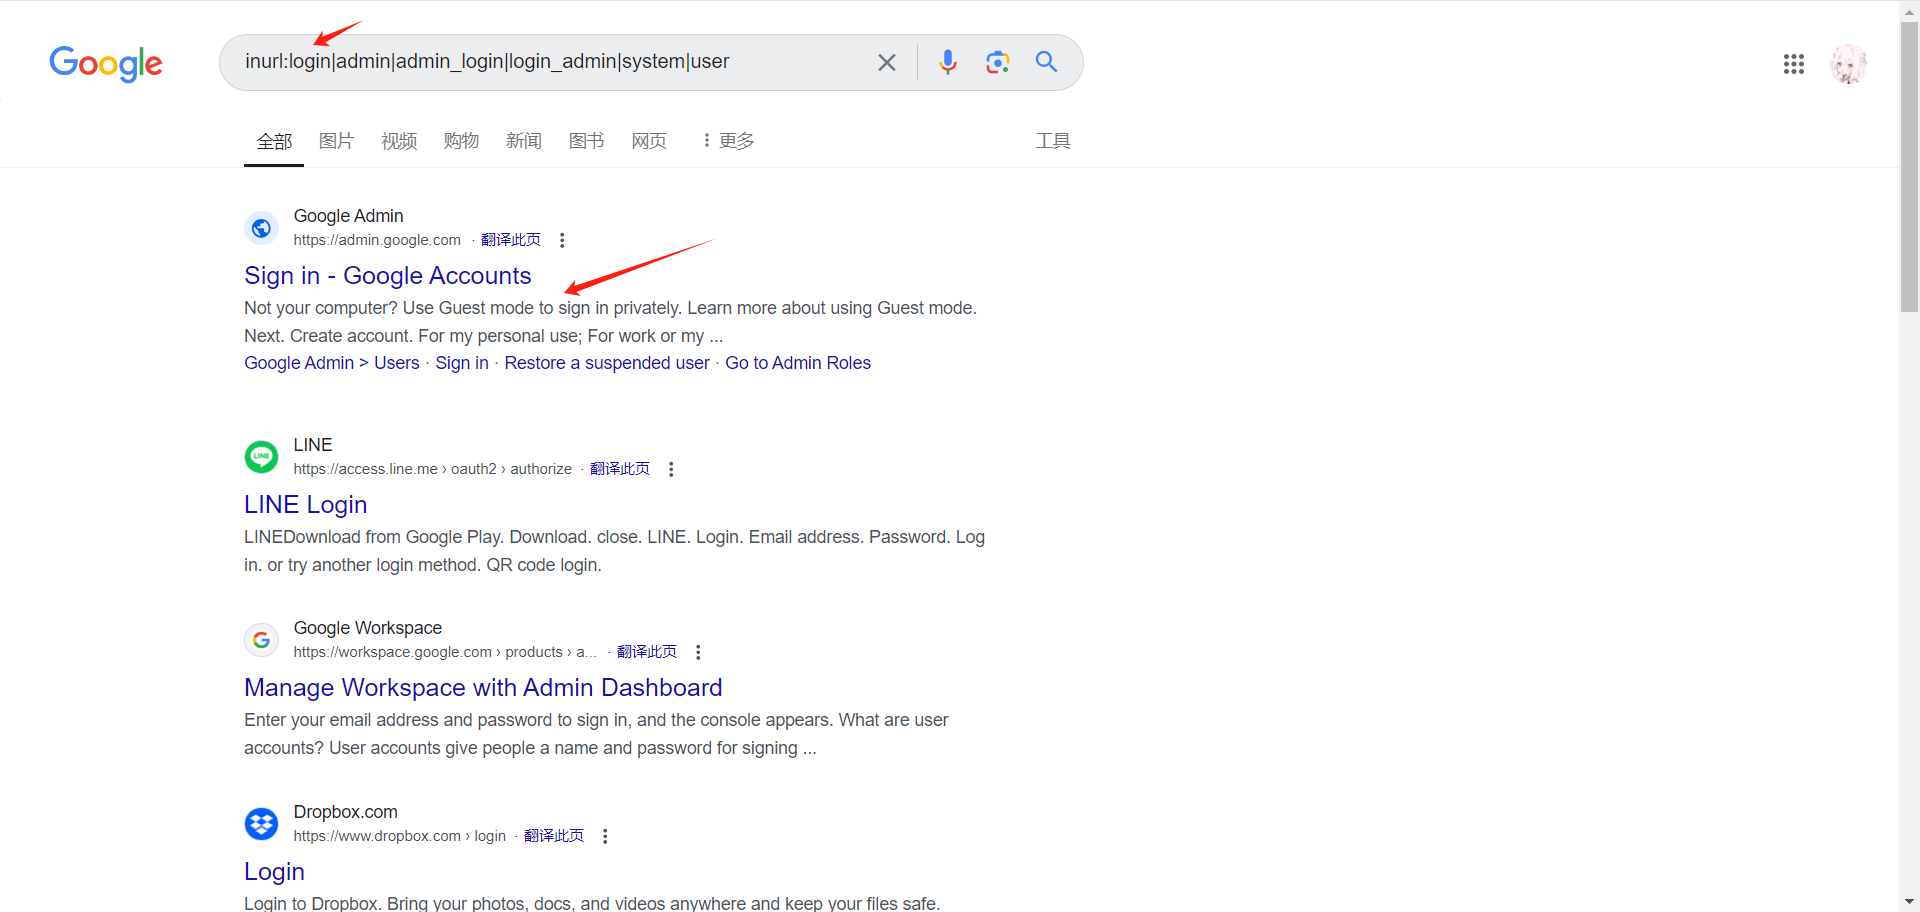 Google
inurl:login|admin|admin_login|login_admin|system|user
全部 图片 视频 购物 新闻 图书 网页 更多 工具
Google Admin
https://admin.google.com · 翻译此页
Sign in - Google Accounts
Not your computer? Use Guest mode to sign in privately. Learn more about using Guest mode.
Next. Create account. For my personal use; For work or my ...
Google Admin > Users · Sign in · Restore a suspended user · Go to Admin Roles
LINE
LINE
https://access.line.me › oauth2 › authorize · 翻译此页
LINE Login
LINEDownload from Google Play. Download. close. LINE. Login. Email address. Password. Log
in. or try another login method. QR code login.
Google Workspace
https://workspace.google.com › products › a... · 翻译此页
Manage Workspace with Admin Dashboard
Enter your email address and password to sign in, and the console appears. What are user
accounts? User accounts give people a name and password for signing ...
Dropbox.com
https://www.dropbox.com › login · 翻译此页
Login
Login to Dropbox. Bring your photos, docs, and videos anywhere and keep your files safe.